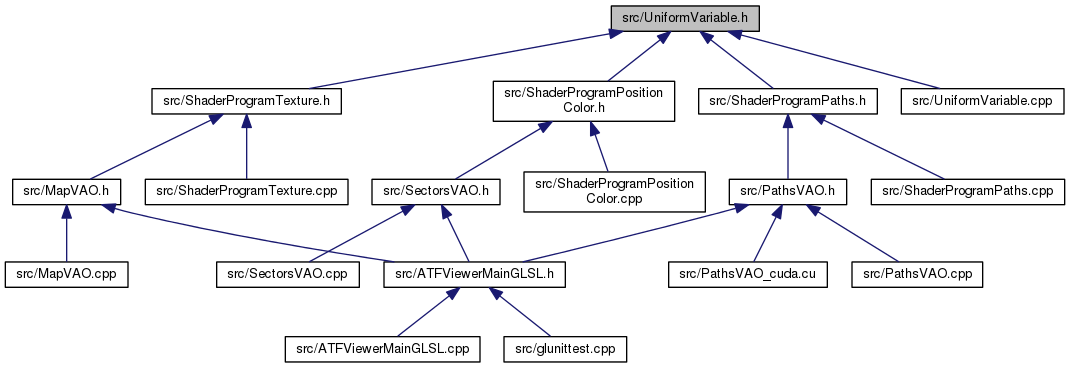 src/UniformVariable.h
src/ShaderProgramTexture.h
src/ShaderProgramPosition
Color.h
src/ShaderProgramPaths.h
src/UniformVariable.cpp
src/MapVAO.h
src/ShaderProgramTexture.cpp
src/SectorsVAO.h
src/ShaderProgramPosition
Color.cpp
src/PathsVAO.h
src/ShaderProgramPaths.cpp
src/MapVAO.cpp
src/SectorsVAO.cpp
src/ATFViewerMainGLSL.h
src/PathsVAO_cuda.cu
src/PathsVAO.cpp
src/ATFViewerMainGLSL.cpp
src/glunittest.cpp